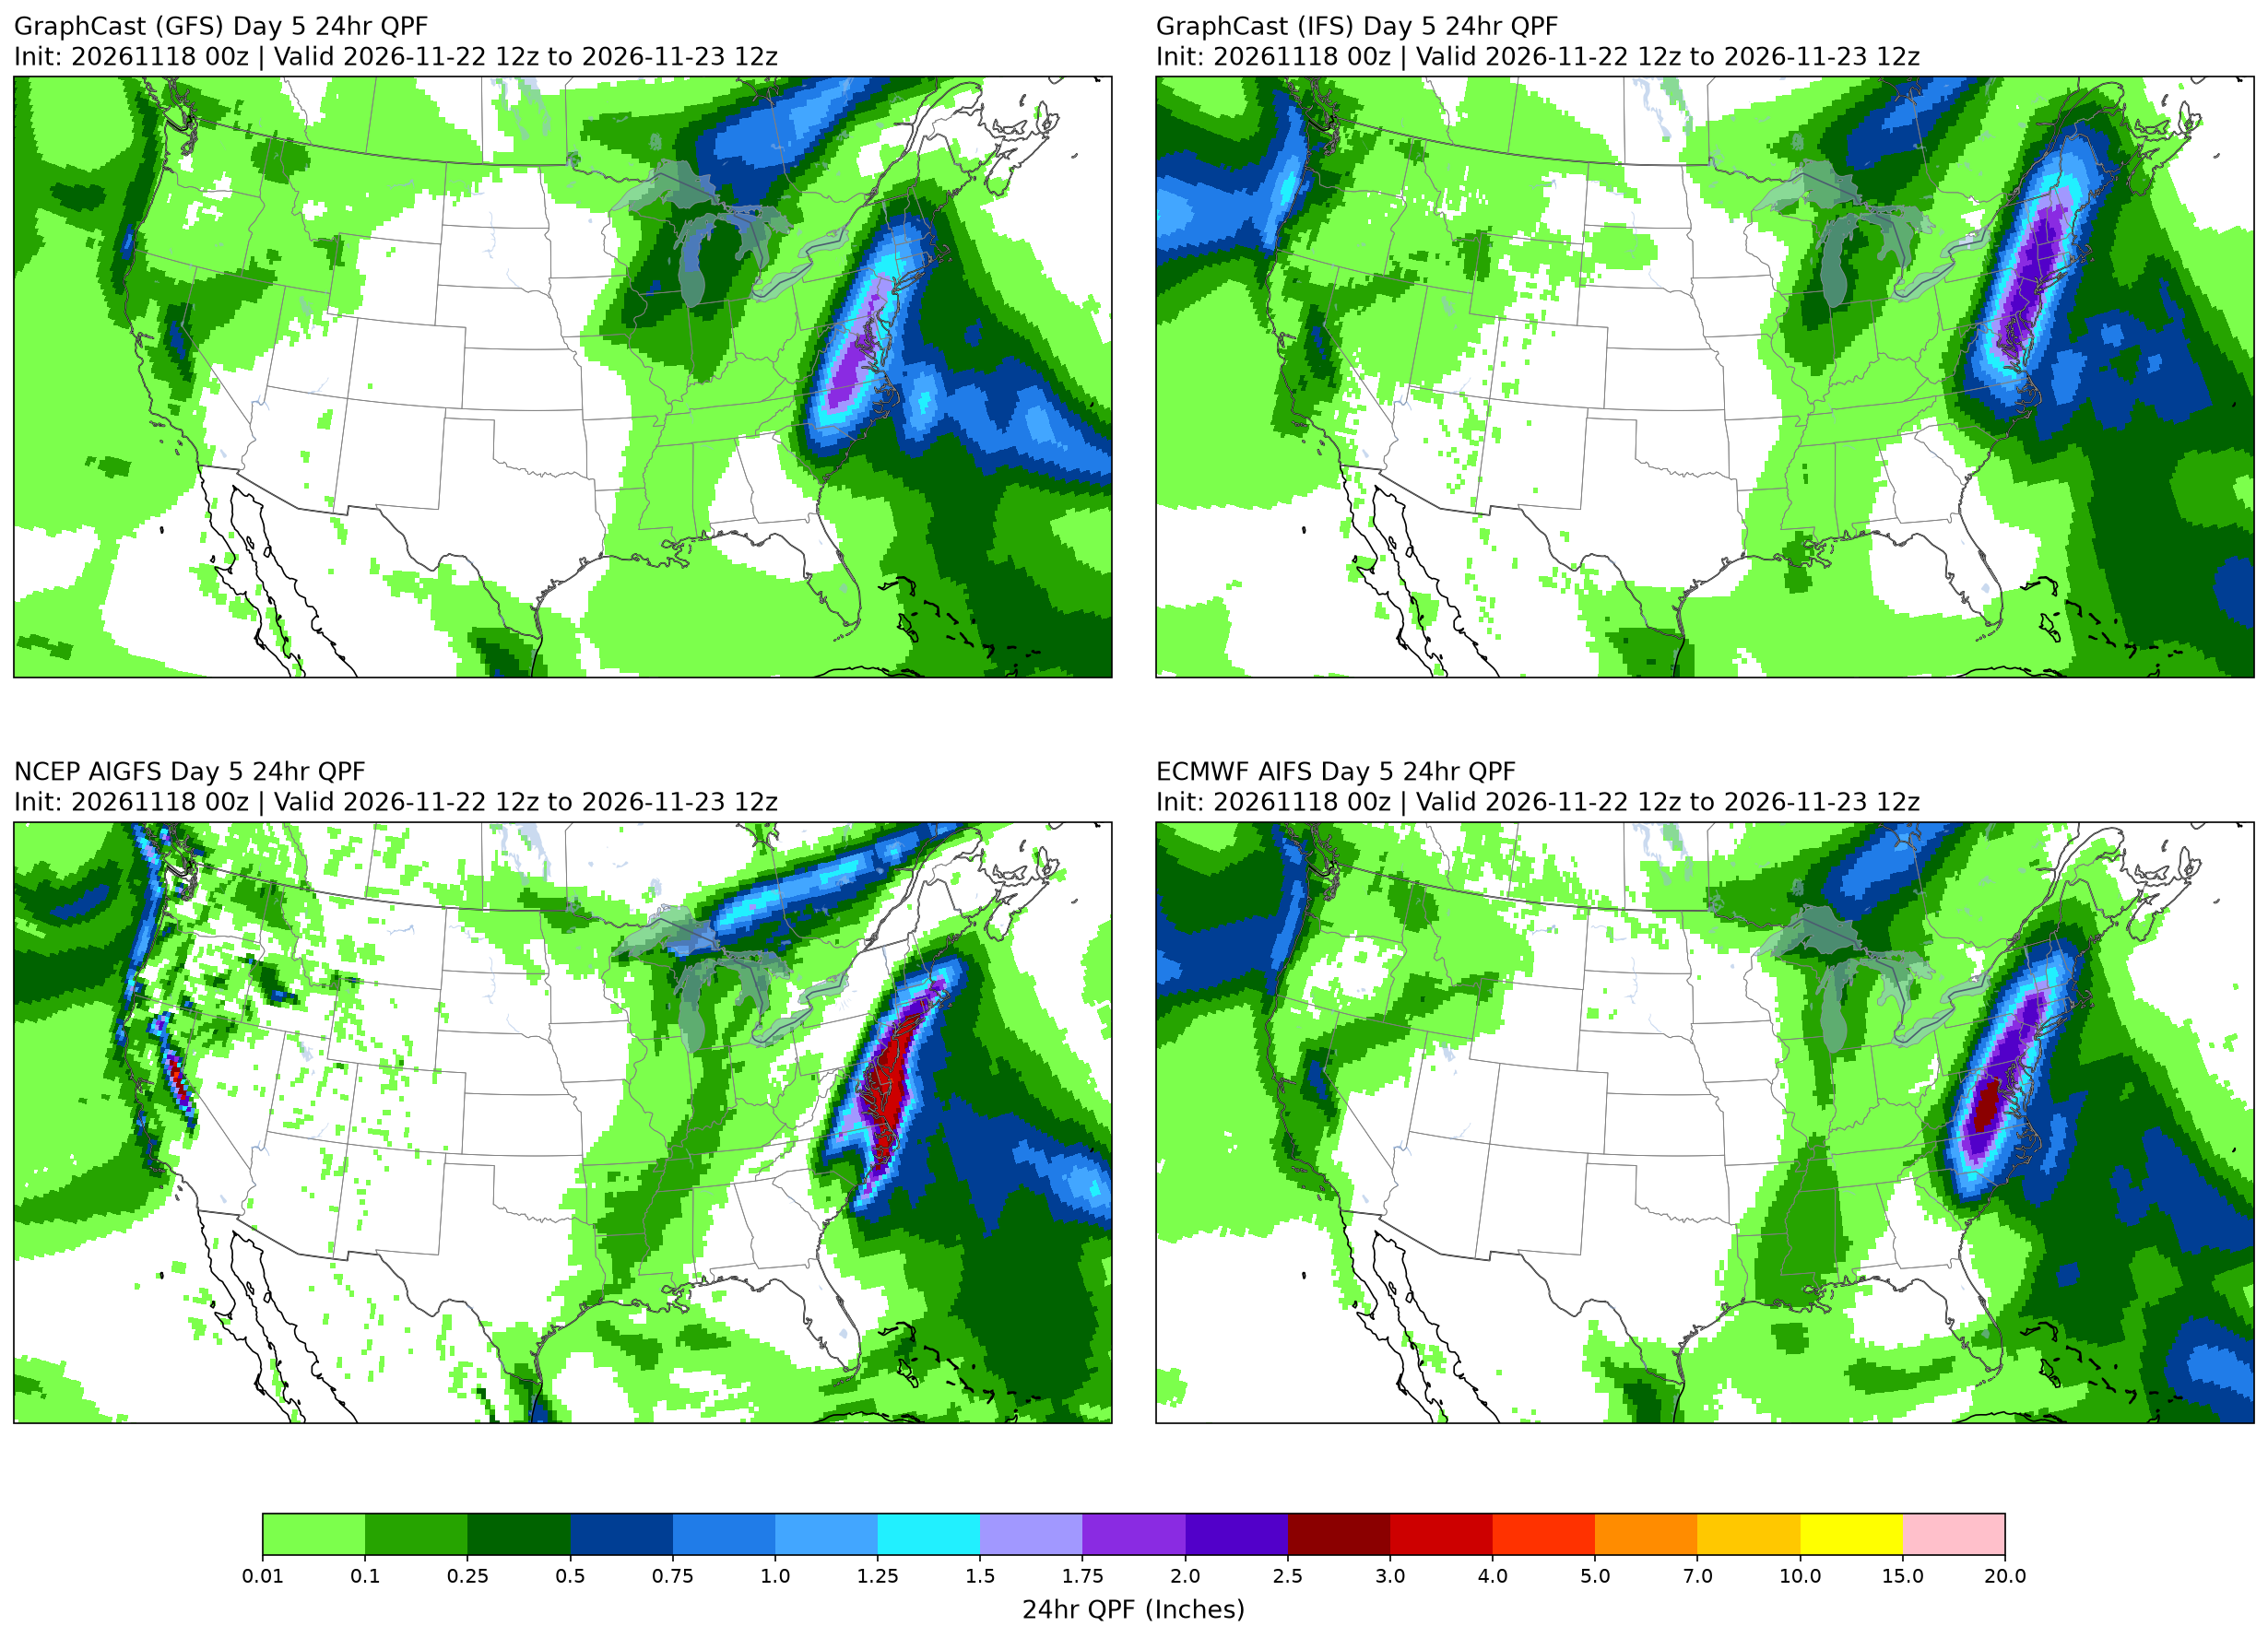 GraphCast (GFS) Day 5 24hr QPF
Init: 20261118 00z | Valid 2026-11-22 12z to 2026-11-23 12z
GraphCast (IFS) Day 5 24hr QPF
Init: 20261118 00z | Valid 2026-11-22 12z to 2026-11-23 12z
NCEP AIGFS Day 5 24hr QPF
Init: 20261118 00z | Valid 2026-11-22 12z to 2026-11-23 12z
ECMWF AIFS Day 5 24hr QPF
Init: 20261118 00z | Valid 2026-11-22 12z to 2026-11-23 12z
0.01 0.1 0.25 0.5 0.75 1.0 1.25 1.5 1.75 2.0 2.5 3.0 4.0 5.0 7.0 10.0 15.0 20.0
24hr QPF (Inches)